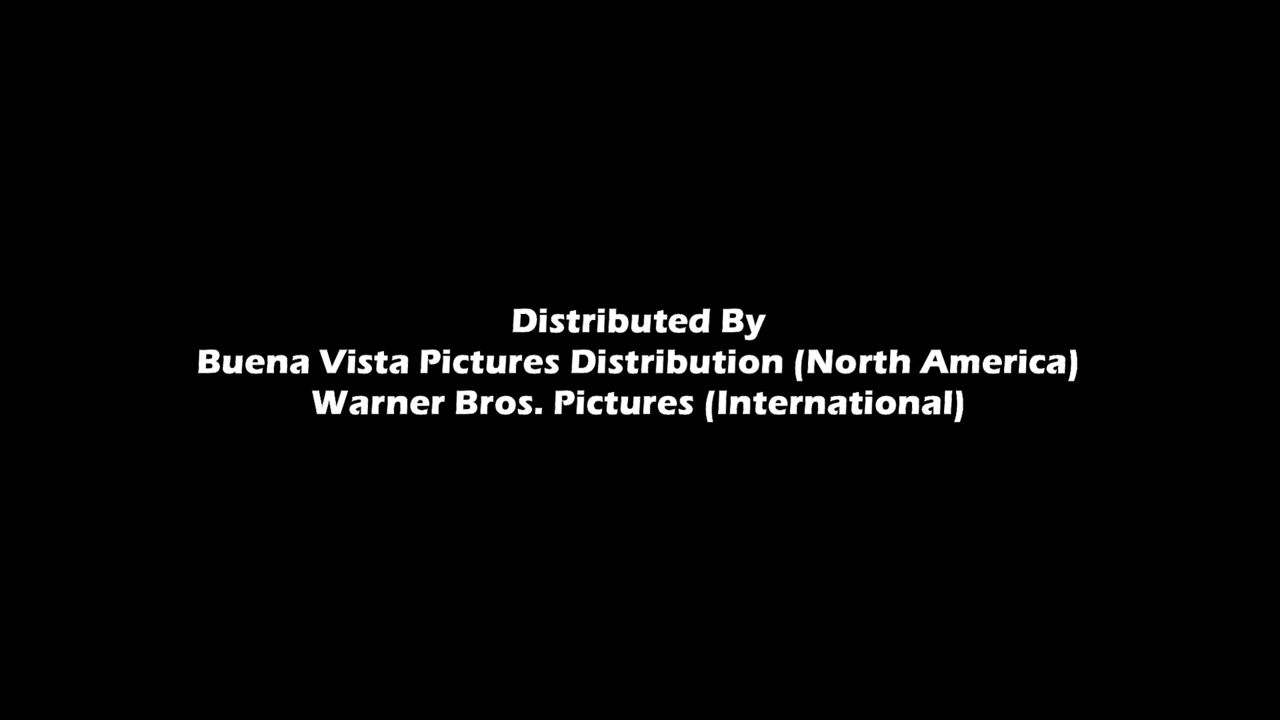 Distributed By
Buena Vista Pictures Distribution (North America)
Warner Bros. Pictures (International)